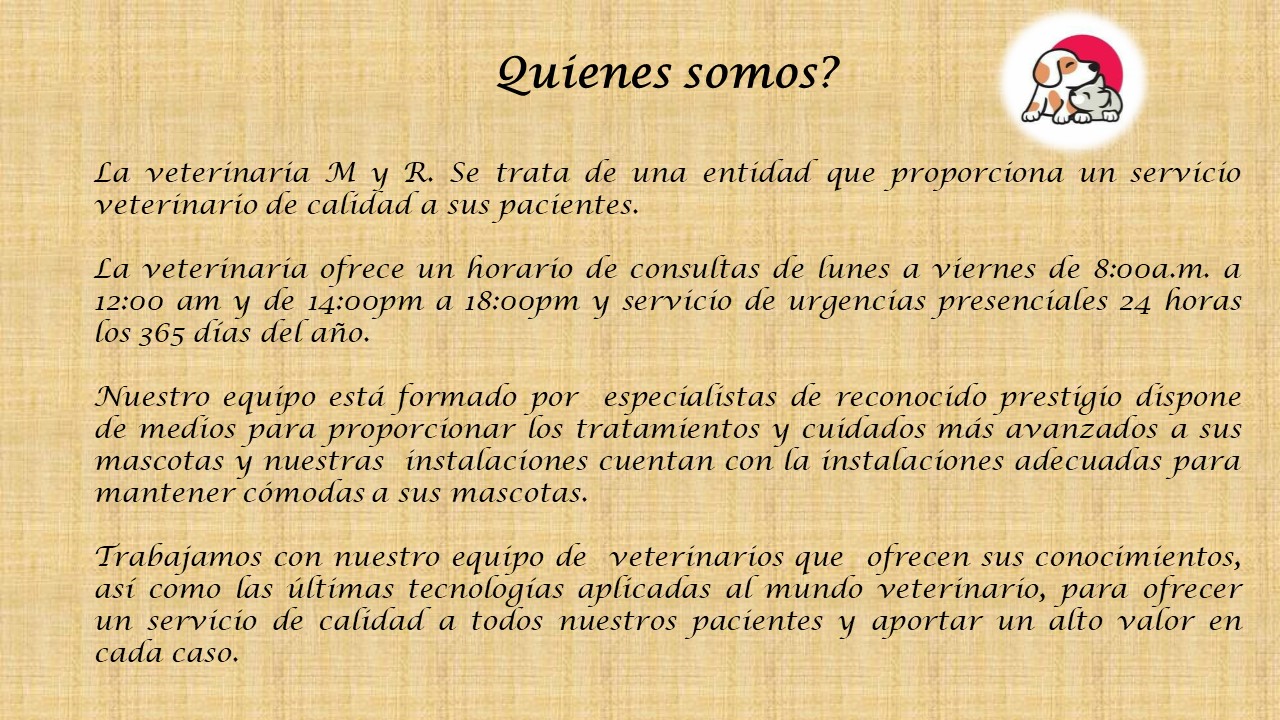 Quienes somos?
La veterinaria M y R. Se trata de una entidad que proporciona un servicio
veterinario de calidad a sus pacientes.
La veterinaria ofrece un horario de consultas de lunes a viernes de 8:00a.m. a
12:00 am y de 14:00pm a 18:00pm y servicio de urgencias presenciales 24 horas
los 365 días del año.
Nuestro equipo está formado por especialistas de reconocido prestigio dispone
de medios para proporcionar los tratamientos y cuidados más avanzados a sus
mascotas y nuestras instalaciones cuentan con la instalaciones adecuadas para
mantener cómodas a sus mascotas.
Trabajamos con nuestro equipo de veterinarios que ofrecen sus conocimientos,
así como las últimas tecnologías aplicadas al mundo veterinario, para ofrecer
un servicio de calidad a todos nuestros pacientes y aportar un alto valor en
cada caso.